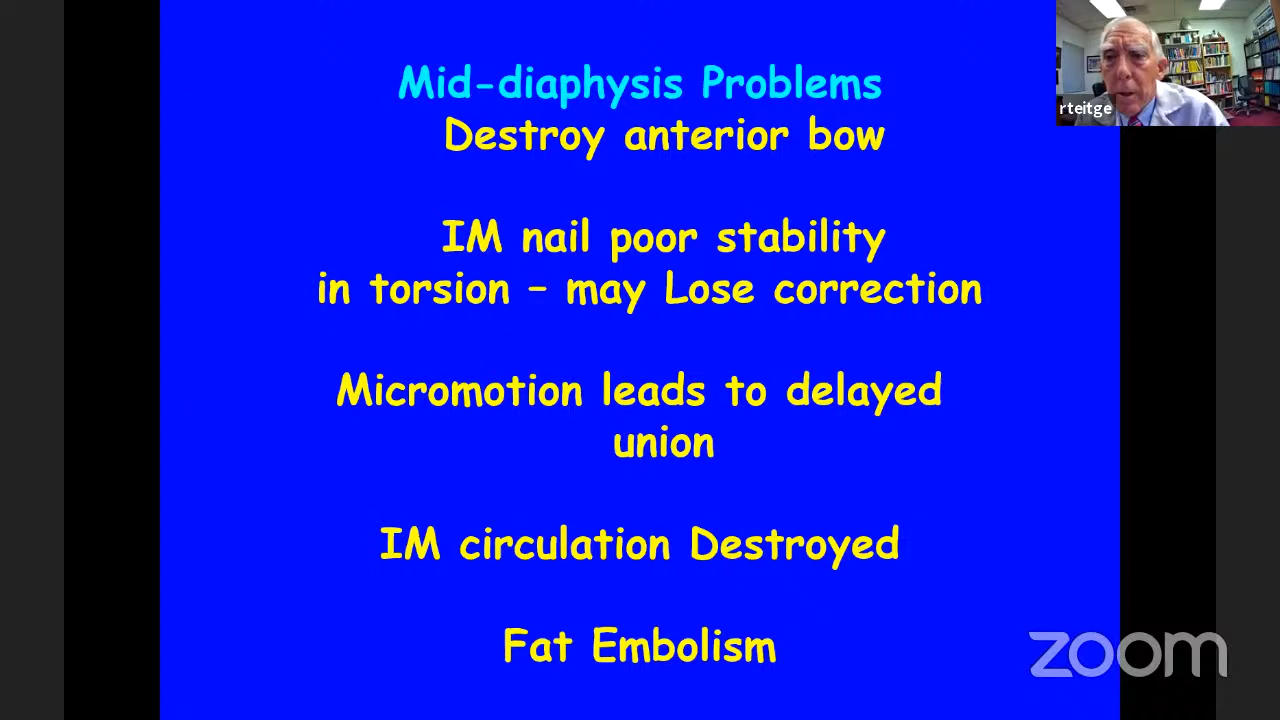 Mid-diaphysis Problems
Destroy anterior bow
IM nail poor stability
in torsion – may Lose correction
Micromotion leads to delayed
union
IM circulation Destroyed
Fat Embolism
rteitge
zoom